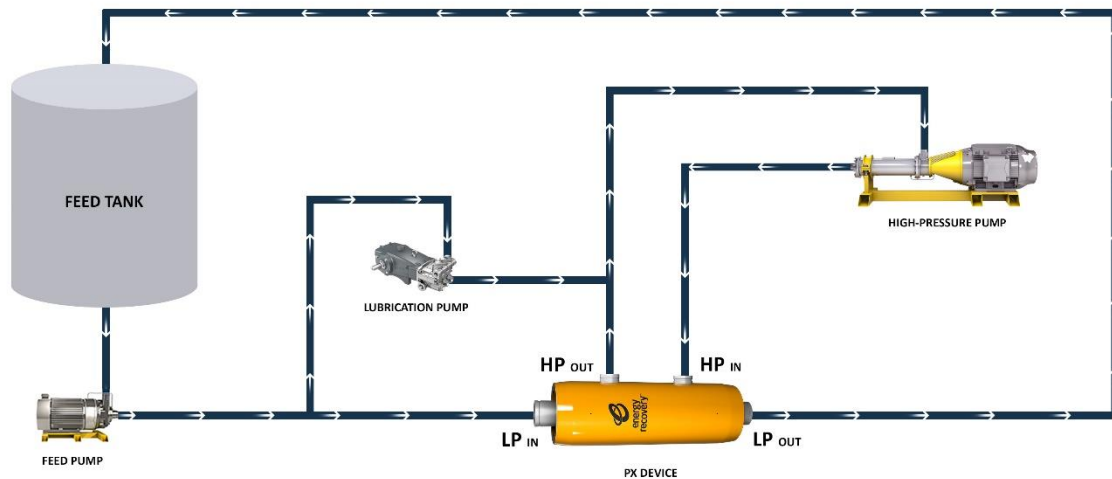 FEED TANK
HIGH-PRESSURE PUMP
LUBRICATION PUMP
HP OUT
HP IN
energy
recovery
LP IN
LP OUT
FEED PUMP
PX DEVICE